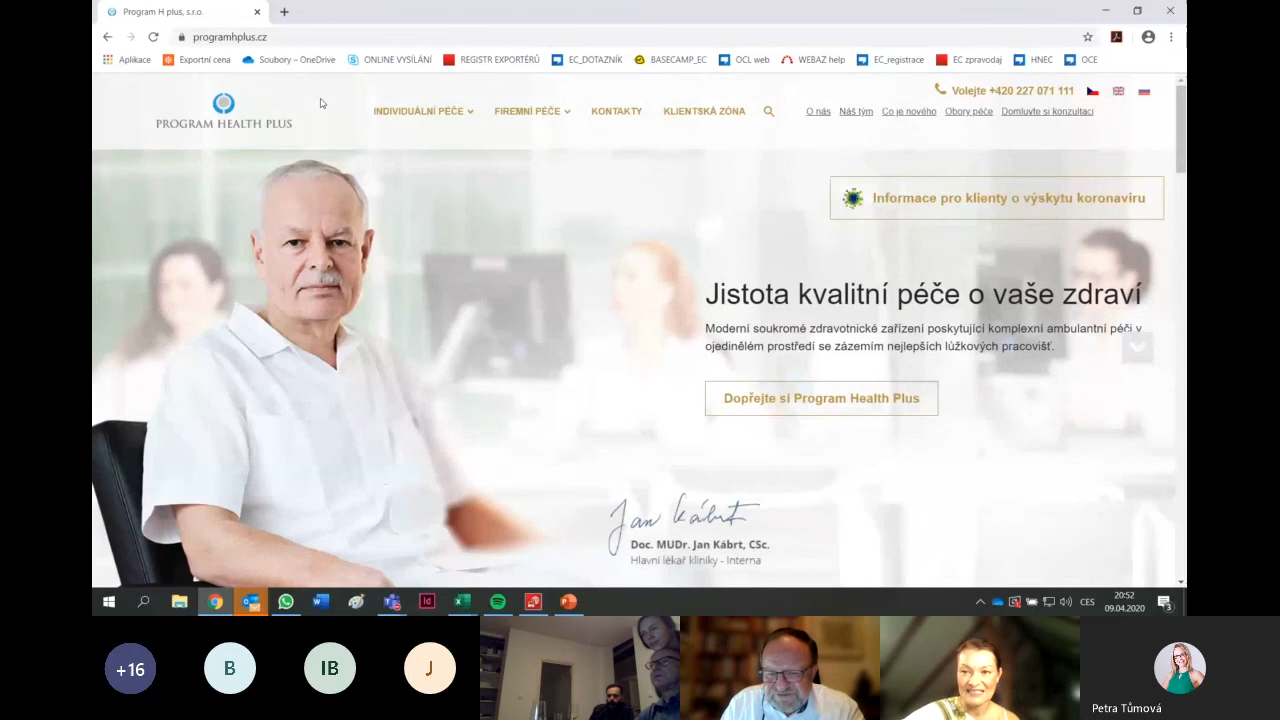 Program H plus, s.r.o.
programhplus.cz
Aplikace
Exportní cena
Soubory – OneDrive
ONLINE VYSÍLÁNÍ
REGISTR EXPORTÉRŮ
EC_DOTAZNÍK
BASECAMP_EC
OCL web
WEBAZ help
EC_registrace
EC zpravodaj
HNEC
OCE
Volejte +420 227 071 111
PROGRAM HEALTH PLUS
INDIVIDUÁLNÍ PÉČE
FIREMNÍ PÉČE
KONTAKTY
KLIENTSKÁ ZÓNA
O nás
Náš tým
Co je nového
Obory péče
Domluvte si konzultaci
Informace pro klienty o výskytu koronaviru
Jistota kvalitní péče o vaše zdraví
Moderní soukromé zdravotnické zařízení poskytující komplexní ambulantní péči v
ojedinělém prostředí se zázemím nejlepších lůžkových pracovišť.
Dopřejte si Program Health Plus
Jan Kábrt
Doc. MUDr. Jan Kábrt, CSc.
Hlavní lékař kliniky - Interna
CES
20:52
09.04.2020
3
+16
B
IB
J
Petra Tůmová